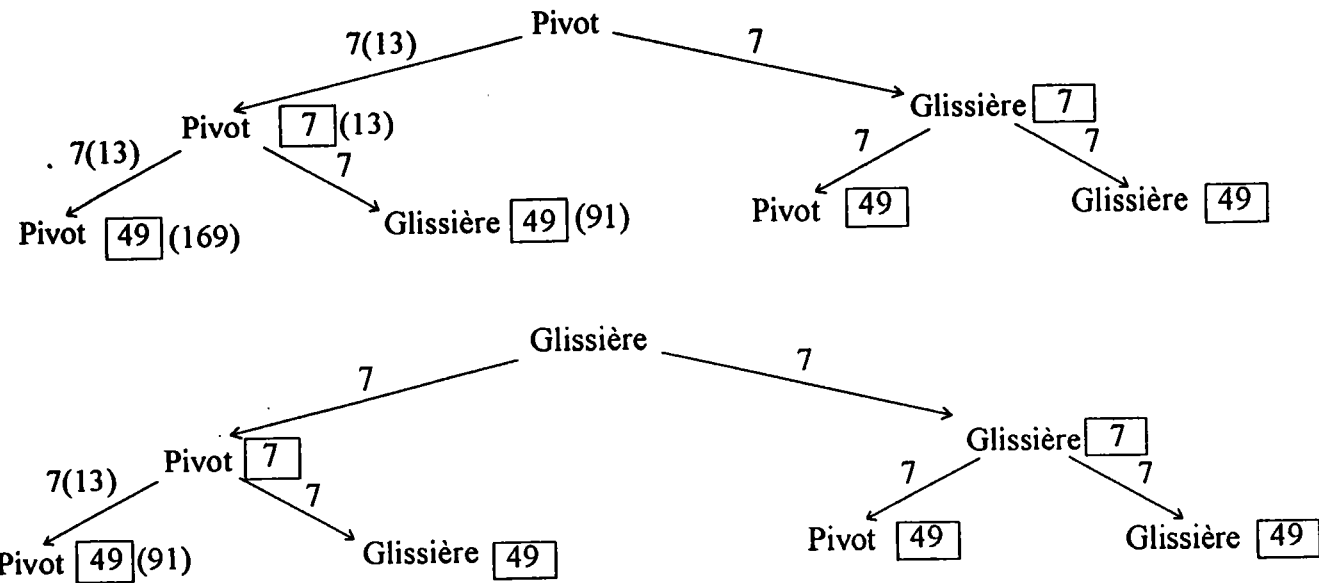 Pivot
7(13) 7
Pivot 7 (13) Glissière 7
7(13) 7 7 7
Pivot 49 (169) Glissière 49 (91) Pivot 49 Glissière 49
Glissière
7 7
Pivot 7 Glissière 7
7(13) 7 7 7
Pivot 49 (91) Glissière 49 Pivot 49 Glissière 49